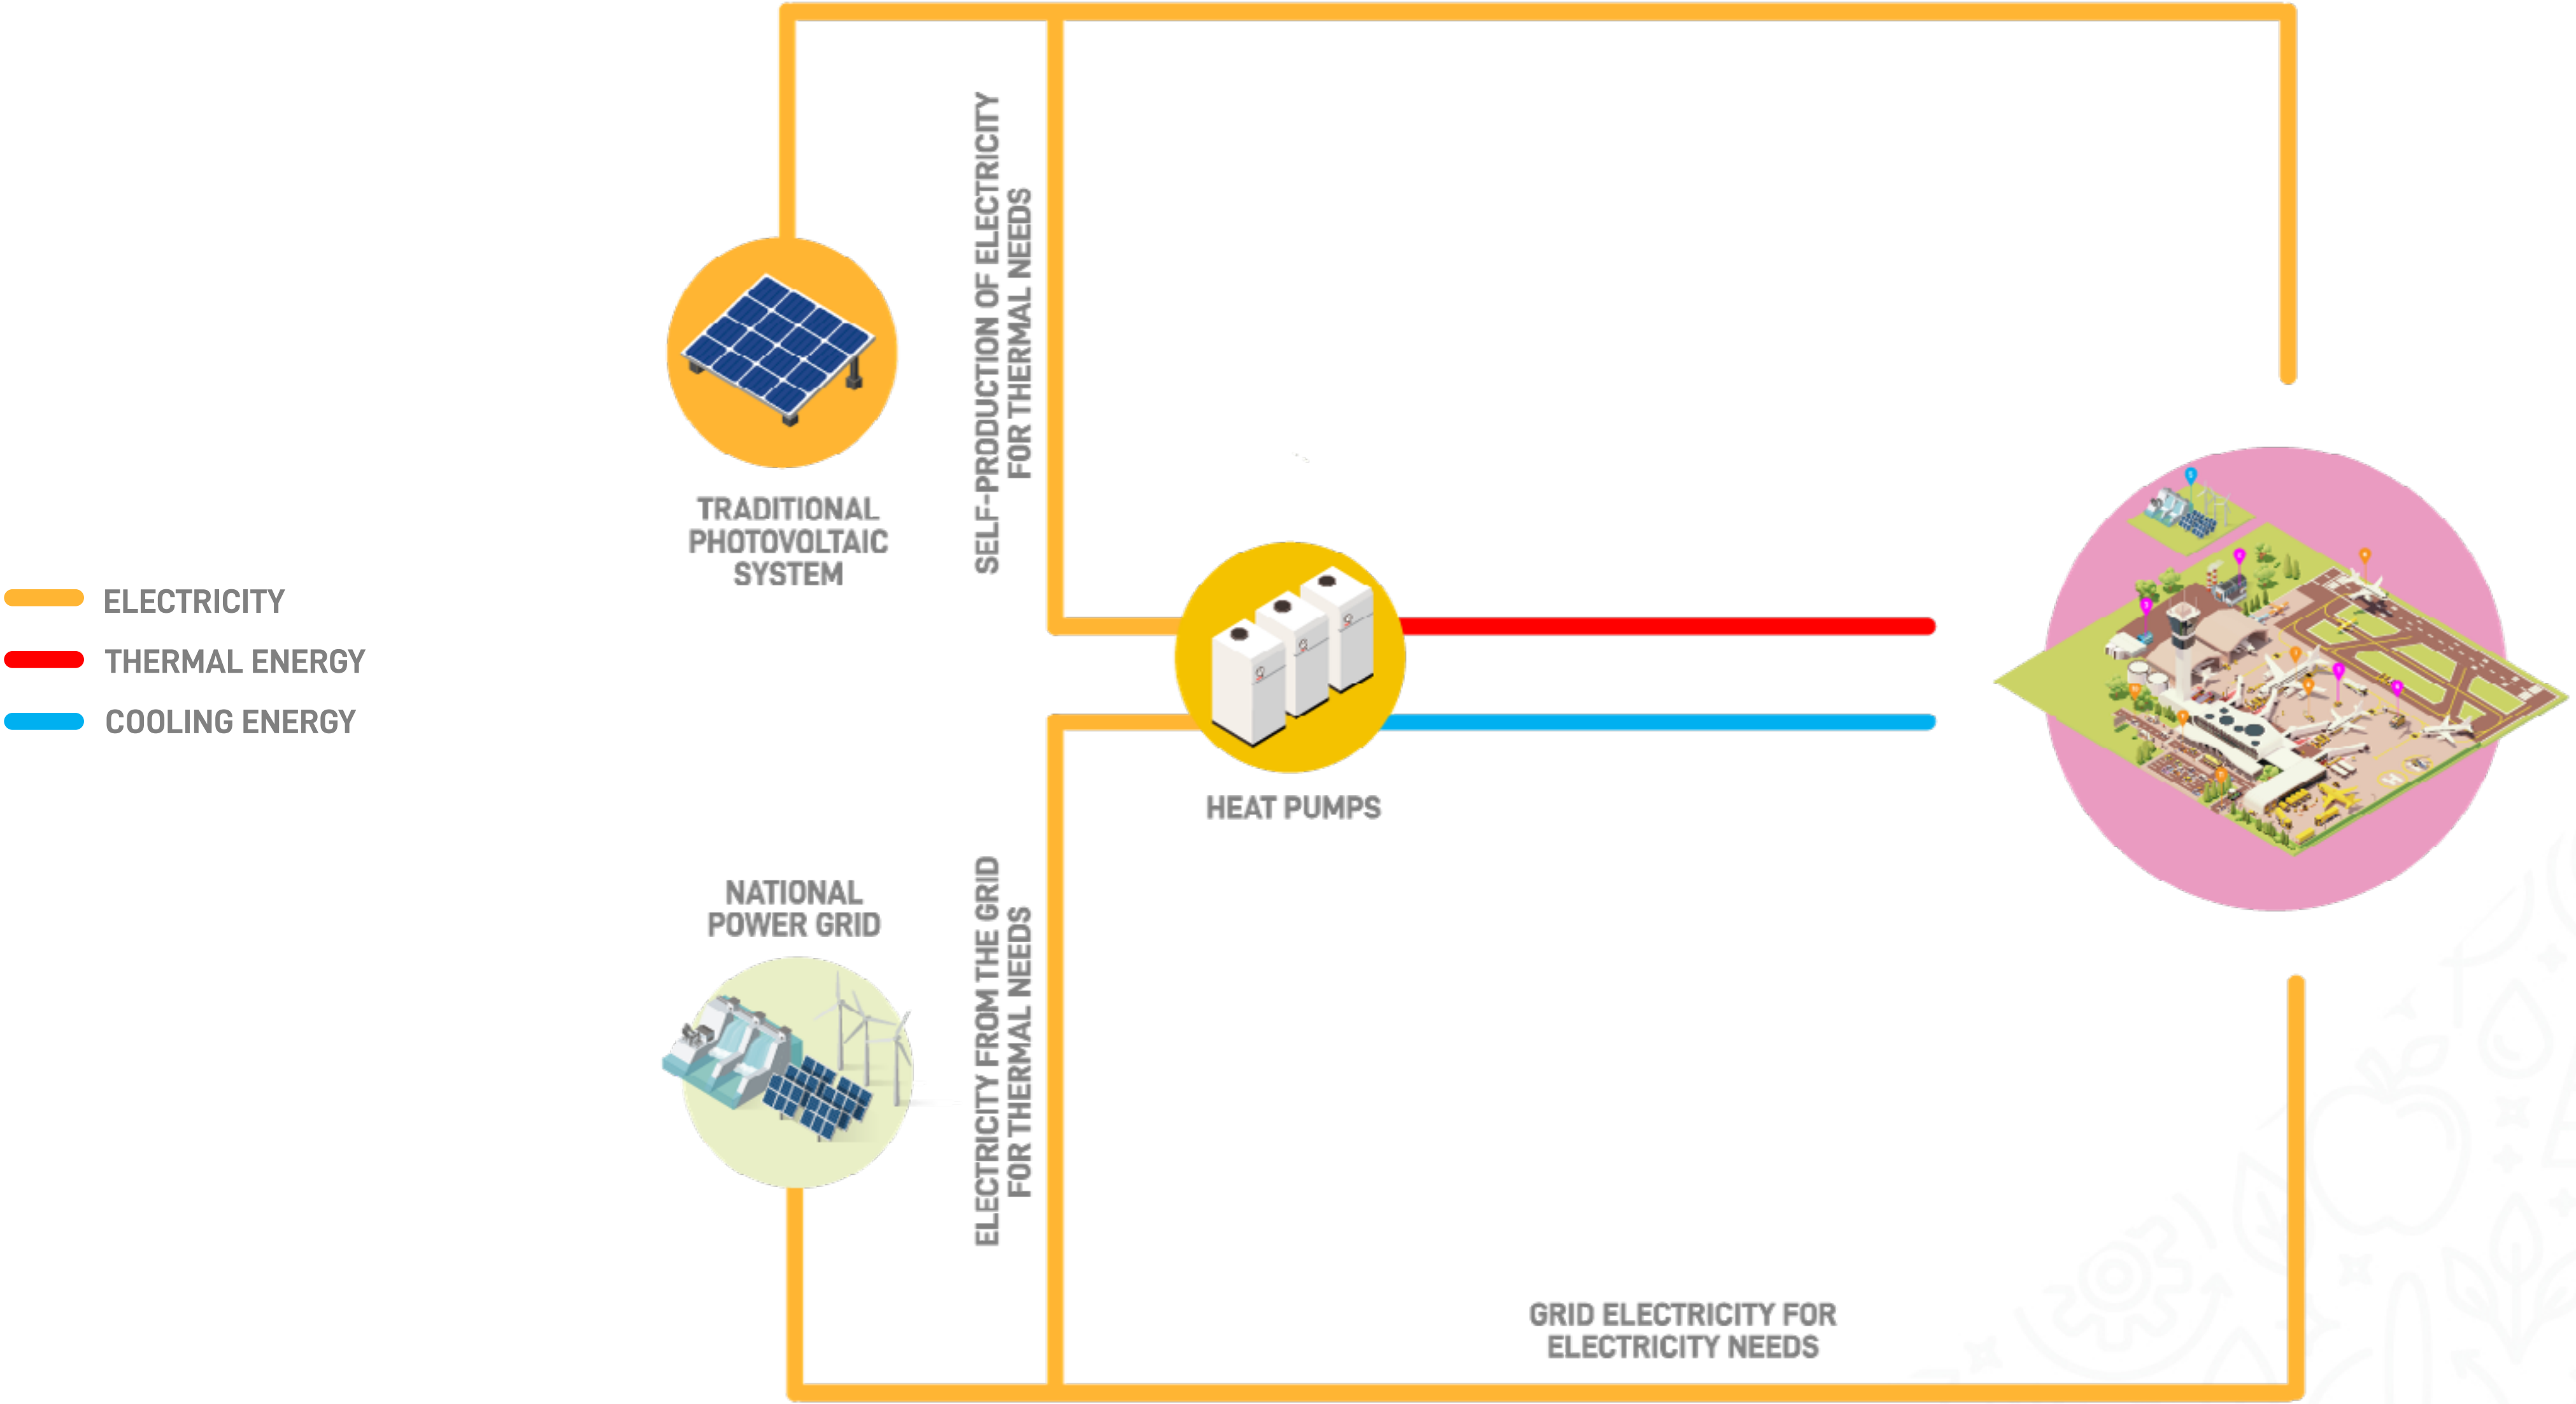 SELF-PRODUCTION OF ELECTRICITY
FOR THERMAL NEEDS
TRADITIONAL
PHOTOVOLTAIC
SYSTEM
ELECTRICITY
THERMAL ENERGY
COOLING ENERGY
HEAT PUMPS
NATIONAL
POWER GRID
ELECTRICITY FROM THE GRID
FOR THERMAL NEEDS
GRID ELECTRICITY FOR
ELECTRICITY NEEDS